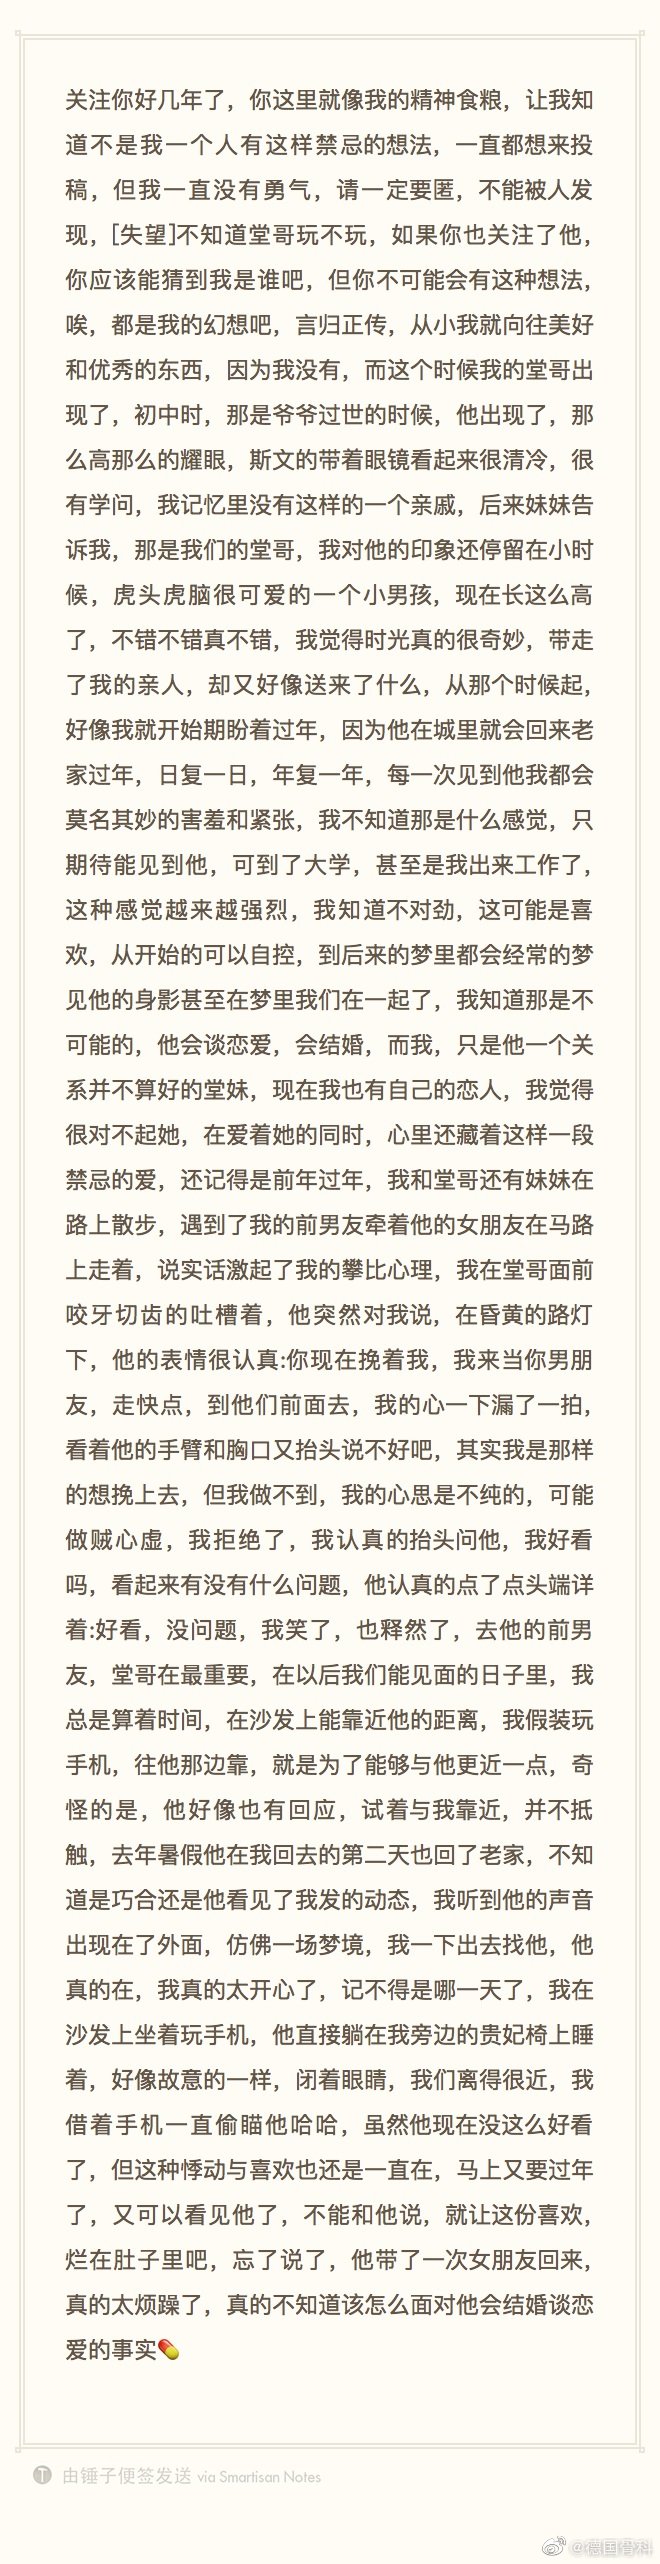 关注你好几年了，你这里就像我的精神食粮，让我知
道不是我一个人有这样禁忌的想法，一直都想来投
稿，但我一直没有勇气，请一定要匿，不能被人发
现，[失望]不知道堂哥玩不玩，如果你也关注了他，
你应该能猜到我是谁吧，但你不可能会有这种想法，
唉，都是我的幻想吧，言归正传，从小我就向往美好
和优秀的东西，因为我没有，而这个时候我的堂哥出
现了，初中时，那是爷爷过世的时候，他出现了，那
么高那么的耀眼，斯文的带着眼镜看起来很清冷，很
有学问，我记忆里没有这样的一个亲戚，后来妹妹告
诉我，那是我们的堂哥，我对他的印象还停留在小时
候，虎头虎脑很可爱的一个小男孩，现在长这么高
了，不错不错真不错，我觉得时光真的很奇妙，带走
了我的亲人，却又好像送来了什么，从那个时候起，
好像我就开始期盼着过年，因为他在城里就会回来老
家过年，日复一日，年复一年，每一次见到他我都会
莫名其妙的害羞和紧张，我不知道那是什么感觉，只
期待能见到他，可到了大学，甚至是我出来工作了，
这种感觉越来越强烈，我知道不对劲，这可能是喜
欢，从开始的可以自控，到后来的梦里都会经常的梦
见他的身影甚至在梦里我们在一起了，我知道那是不
可能的，他会谈恋爱，会结婚，而我，只是他一个关
系并不算好的堂妹，现在我也有自己的恋人，我觉得
很对不起她，在爱着她的同时，心里还藏着这样一段
禁忌的爱，还记得是前年过年，我和堂哥还有妹妹在
路上散步，遇到了我的前男友牵着他的女朋友在马路
上走着，说实话激起了我的攀比心理，我在堂哥面前
咬牙切齿的吐槽着，他突然对我说，在昏黄的路灯
下，他的表情很认真:你现在挽着我，我来当你男朋
友，走快点，到他们前面去，我的心一下漏了一拍，
看着他的手臂和胸口又抬头说不好吧，其实我是那样
的想挽上去，但我做不到，我的心思是不纯的，可能
做贼心虚，我拒绝了，我认真的抬头问他，我好看
吗，看起来有没有什么问题，他认真的点了点头端详
着:好看，没问题，我笑了，也释然了，去他的前男
友，堂哥在最重要，在以后我们能见面的日子里，我
总是算着时间，在沙发上能靠近他的距离，我假装玩
手机，往他那边靠，就是为了能够与他更近一点，奇
怪的是，他好像也有回应，试着与我靠近，并不抵
触，去年暑假他在我回去的第二天也回了老家，不知
道是巧合还是他看见了我发的动态，我听到他的声音
出现在了外面，仿佛一场梦境，我一下出去找他，他
真的在，我真的太开心了，记不得是哪一天了，我在
沙发上坐着玩手机，他直接躺在我旁边的贵妃椅上睡
着，好像故意的一样，闭着眼睛，我们离得很近，我
借着手机一直偷瞄他哈哈，虽然他现在没这么好看
了，但这种悸动与喜欢也还是一直在，马上又要过年
了，又可以看见他了，不能和他说，就让这份喜欢，
烂在肚子里吧，忘了说了，他带了一次女朋友回来，
真的太烦躁了，真的不知道该怎么面对他会结婚谈恋
爱的事实💊
由锤子便签发送 via Smartisan Notes
@德国骨科